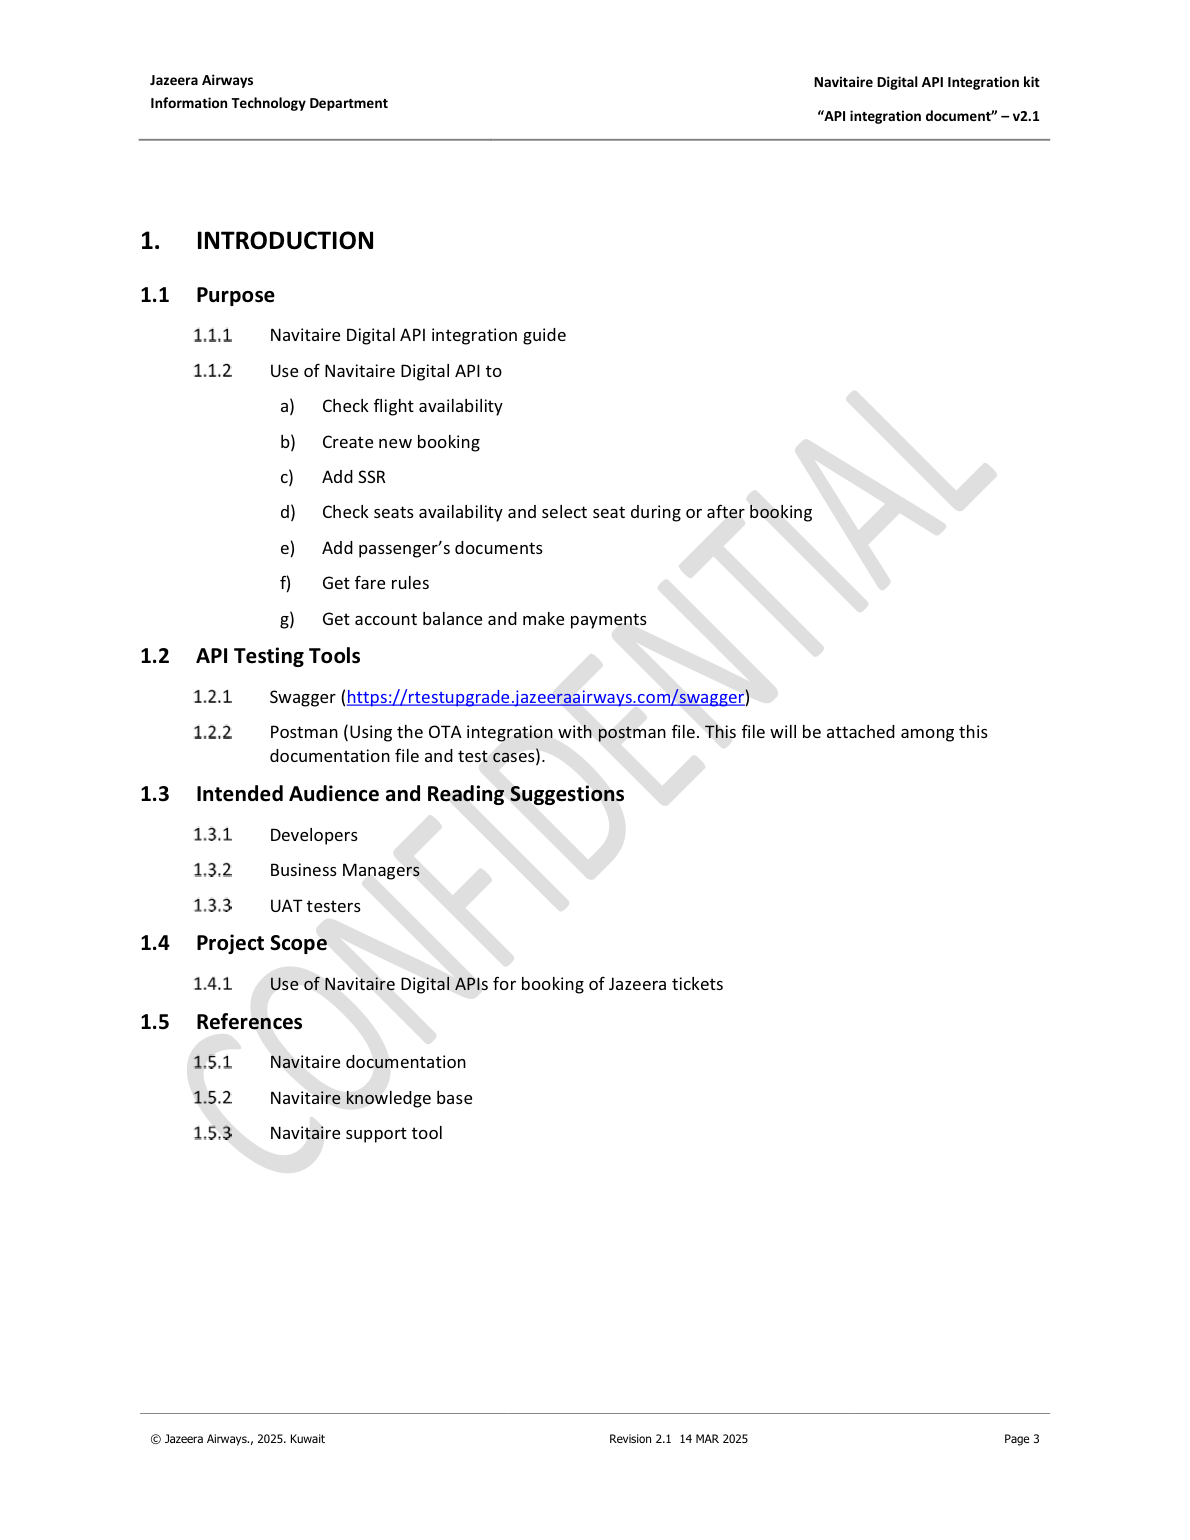 Jazeera Airways
Information Technology Department
Navitaire Digital API Integration kit
“API integration document” – v2.1
1. INTRODUCTION
1.1 Purpose
1.1.1 Navitaire Digital API integration guide
1.1.2 Use of Navitaire Digital API to
a) Check flight availability
b) Create new booking
c) Add SSR
d) Check seats availability and select seat during or after booking
e) Add passenger’s documents
f) Get fare rules
g) Get account balance and make payments
1.2 API Testing Tools
1.2.1 Swagger (https://rtestupgrade.jazeeraairways.com/swagger)
1.2.2 Postman (Using the OTA integration with postman file. This file will be attached among this
documentation file and test cases).
1.3 Intended Audience and Reading Suggestions
1.3.1 Developers
1.3.2 Business Managers
1.3.3 UAT testers
1.4 Project Scope
1.4.1 Use of Navitaire Digital APIs for booking of Jazeera tickets
1.5 References
1.5.1 Navitaire documentation
1.5.2 Navitaire knowledge base
1.5.3 Navitaire support tool
CONFIDENTIAL
© Jazeera Airways., 2025. Kuwait Revision 2.1 14 MAR 2025 Page 3